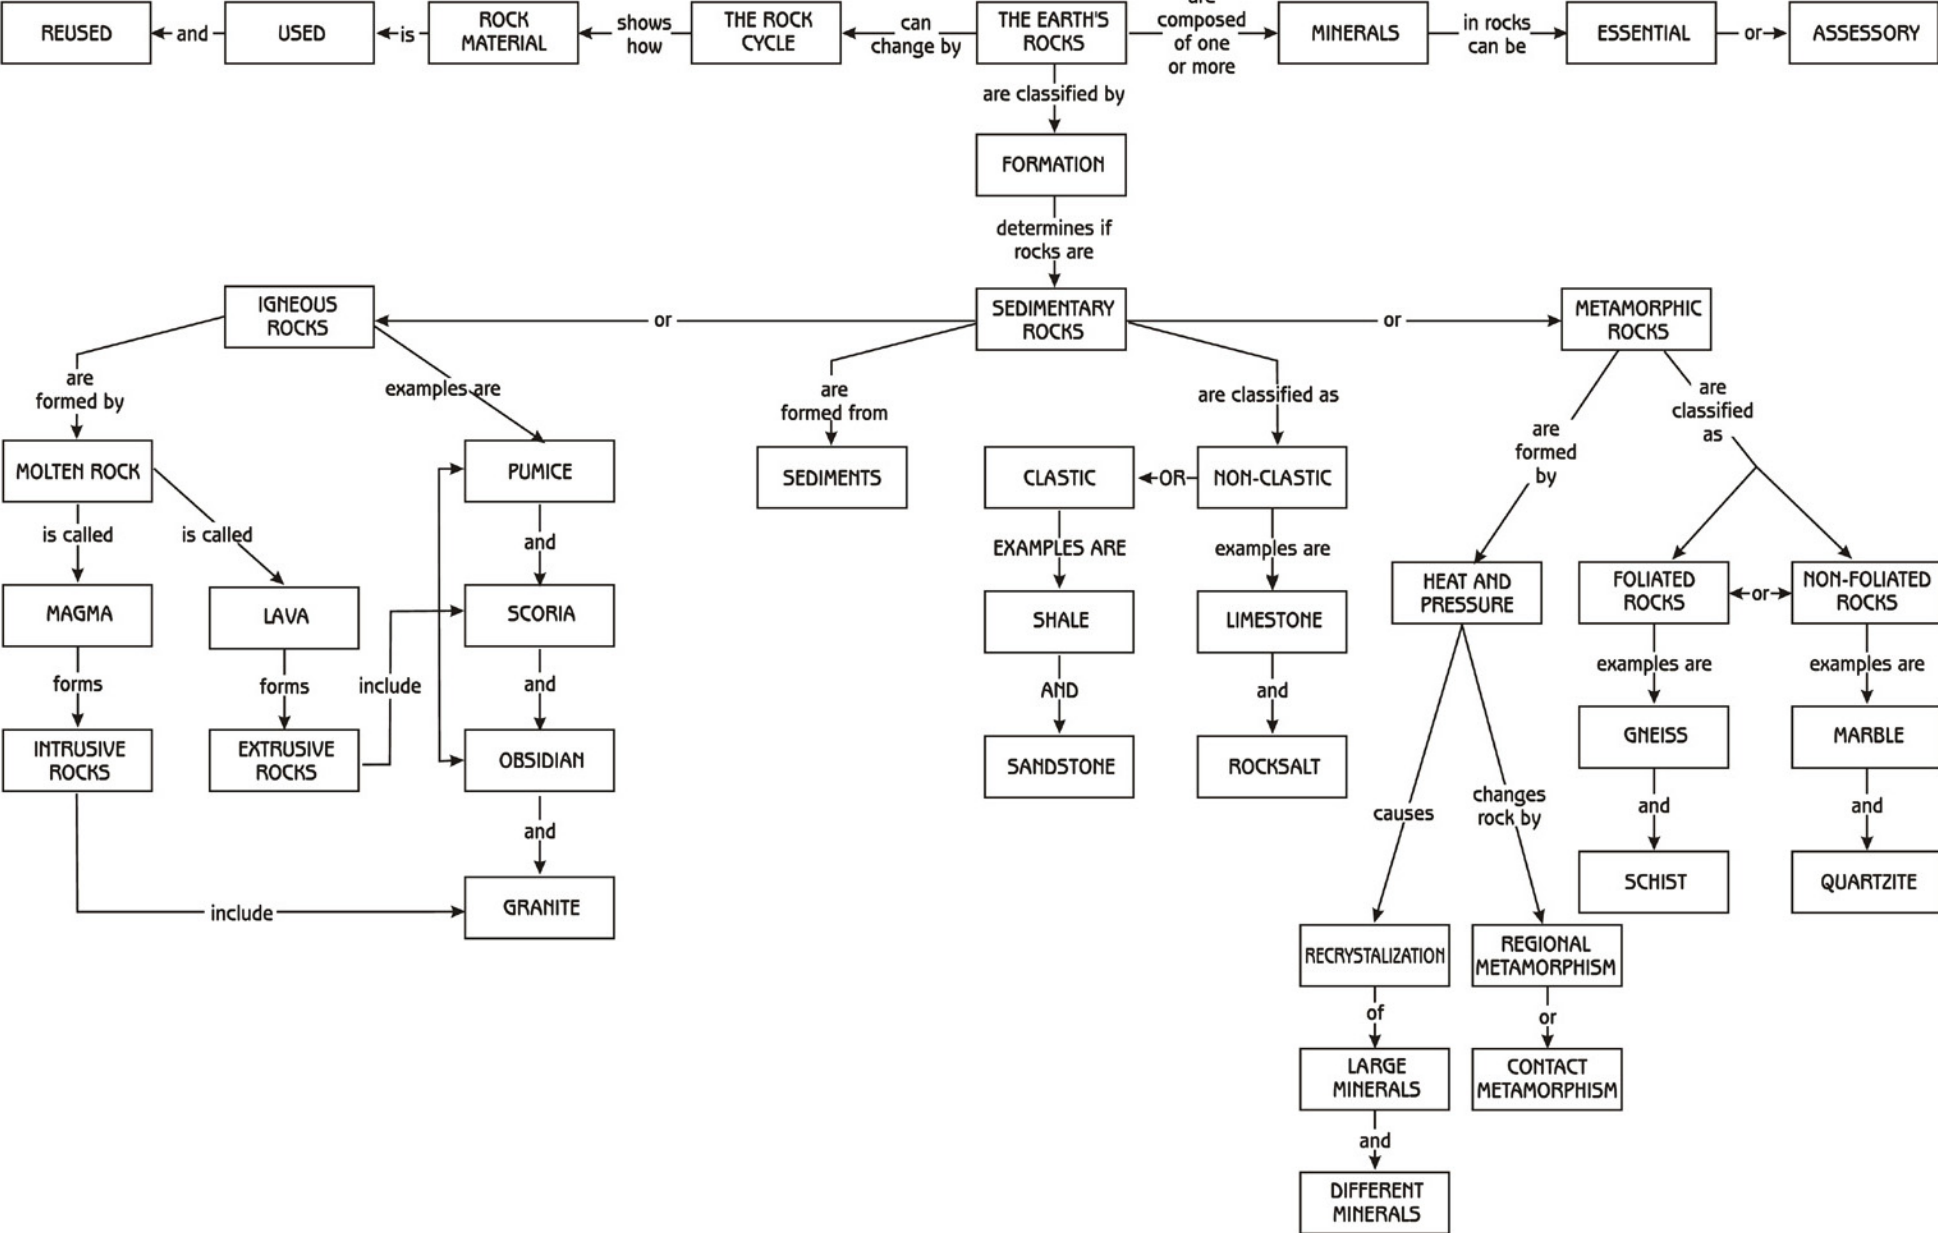 REUSED
and
USED
is
ROCK
MATERIAL
shows
how
THE ROCK
CYCLE
can
change by
THE EARTH'S
ROCKS
are
composed
of one
or more
MINERALS
in rocks
can be
ESSENTIAL
or
ASSESSORY
are classified by
FORMATION
determines if
rocks are
IGNEOUS
ROCKS
or
SEDIMENTARY
ROCKS
or
METAMORPHIC
ROCKS
are
formed by
examples are
MOLTEN ROCK
is called
is called
MAGMA
LAVA
forms
forms
INTRUSIVE
ROCKS
EXTRUSIVE
ROCKS
include
include
PUMICE
and
SCORIA
and
OBSIDIAN
and
GRANITE
are
formed from
SEDIMENTS
are classified as
CLASTIC
OR
NON-CLASTIC
EXAMPLES ARE
SHALE
AND
SANDSTONE
examples are
LIMESTONE
and
ROCKSALT
are
formed
by
are
classified
as
HEAT AND
PRESSURE
FOLIATED
ROCKS
or
NON-FOLIATED
ROCKS
examples are
GNEISS
and
SCHIST
examples are
MARBLE
and
QUARTZITE
causes
changes
rock by
RECRYSTALIZATION
of
LARGE
MINERALS
and
DIFFERENT
MINERALS
REGIONAL
METAMORPHISM
or
CONTACT
METAMORPHISM